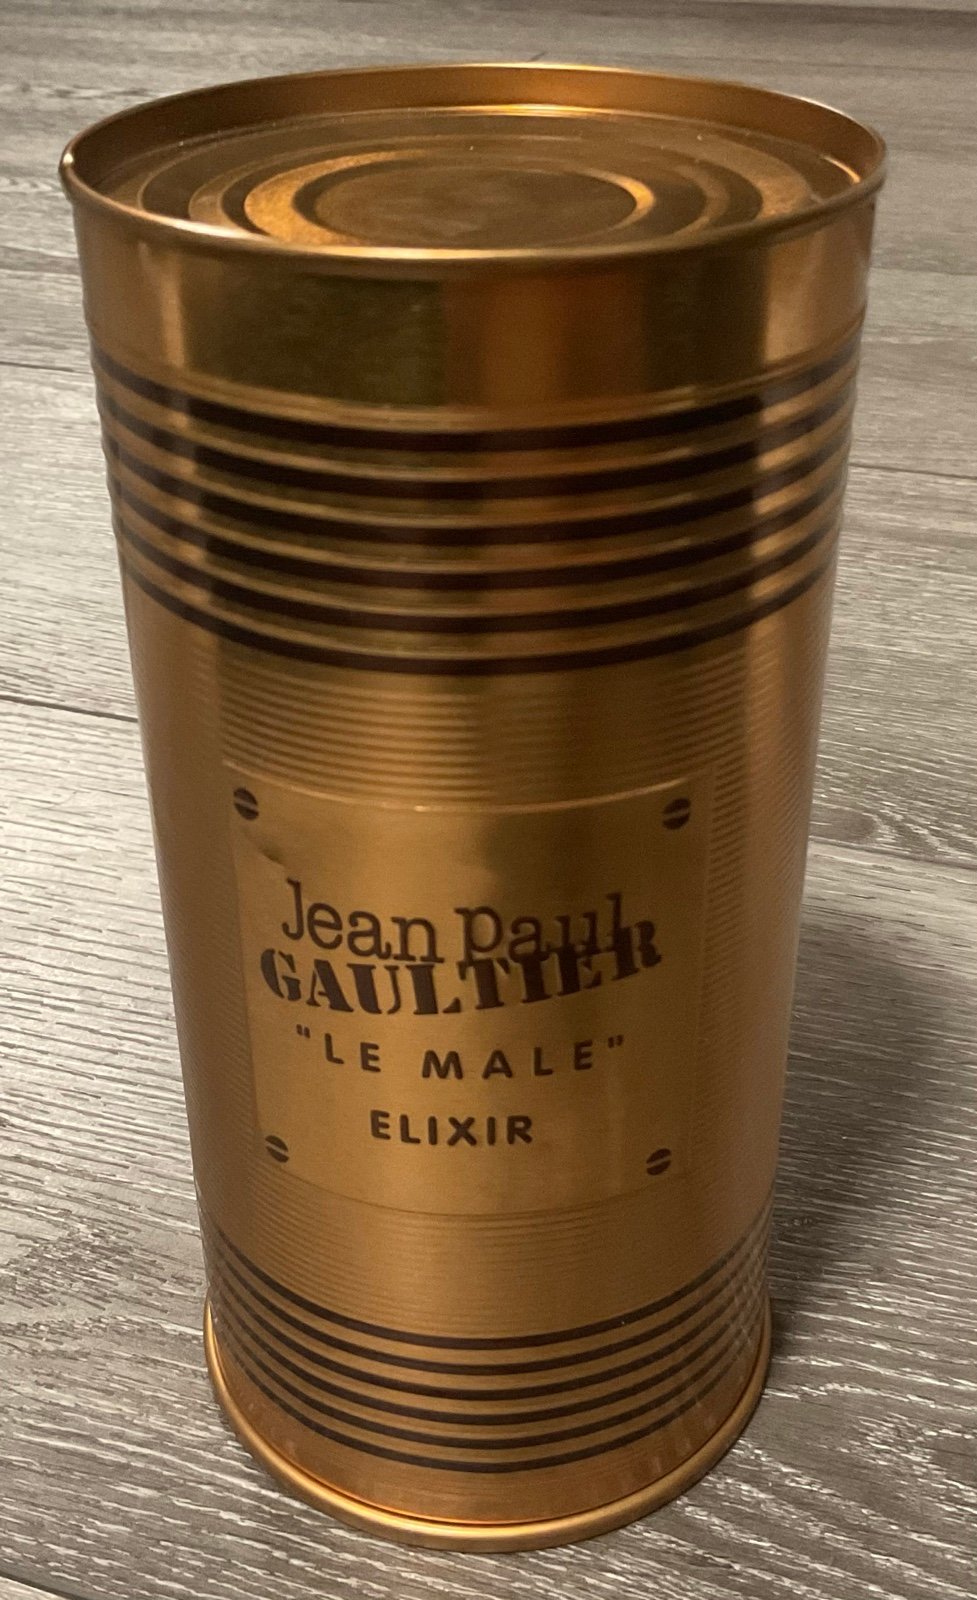 Jean Paul
GAULTIER
"LE MALE"
ELIXIR